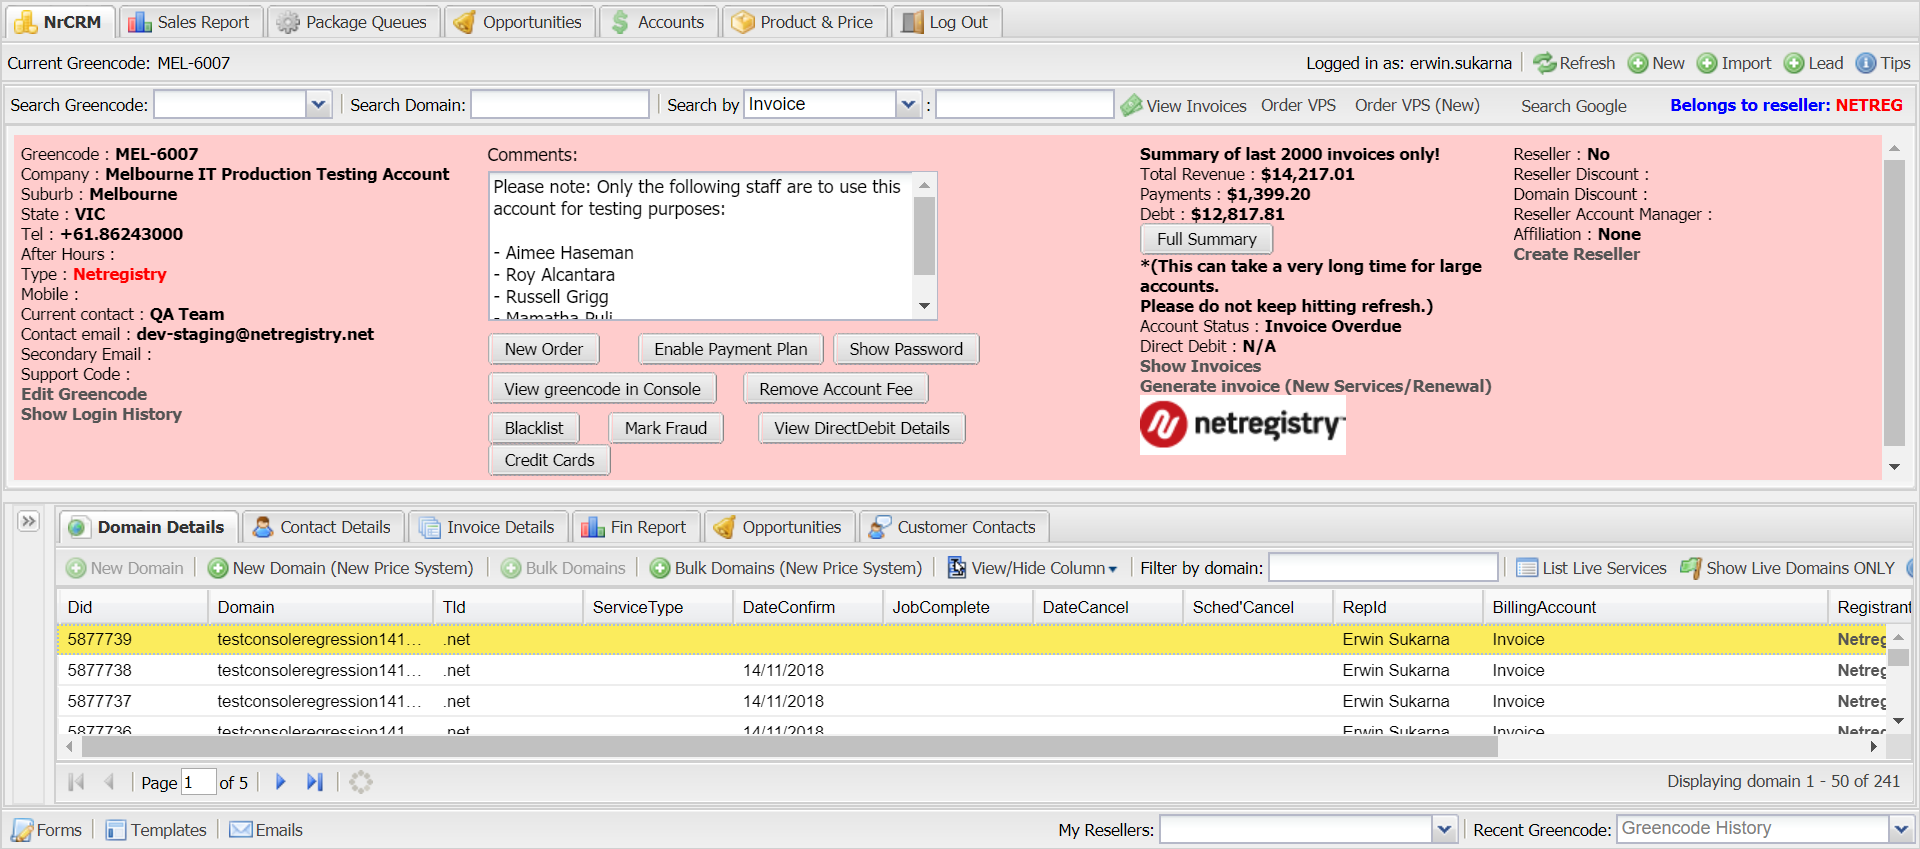 NrCRM Sales Report Package Queues Opportunities Accounts Product & Price Log Out
Current Greencode: MEL-6007 Logged in as: erwin.sukarna Refresh New Import Lead Tips
Search Greencode: Search Domain: Search by Invoice : View Invoices Order VPS Order VPS (New) Search Google Belongs to reseller: NETREG
Greencode : MEL-6007
Company : Melbourne IT Production Testing Account
Suburb : Melbourne
State : VIC
Tel : +61.86243000
After Hours :
Type : Netregistry
Mobile :
Current contact : QA Team
Contact email : dev-staging@netregistry.net
Secondary Email :
Support Code :
Edit Greencode
Show Login History
Comments:
Please note: Only the following staff are to use this
account for testing purposes:
- Aimee Haseman
- Roy Alcantara
- Russell Grigg
- Mamatha Puli
New Order Enable Payment Plan Show Password
View greencode in Console Remove Account Fee
Blacklist Mark Fraud View DirectDebit Details
Credit Cards
Summary of last 2000 invoices only!
Total Revenue : $14,217.01
Payments : $1,399.20
Debt : $12,817.81
Full Summary
*(This can take a very long time for large
accounts.
Please do not keep hitting refresh.)
Account Status : Invoice Overdue
Direct Debit : N/A
Show Invoices
Generate invoice (New Services/Renewal)
netregistry
Reseller : No
Reseller Discount :
Domain Discount :
Reseller Account Manager :
Affiliation : None
Create Reseller
Domain Details Contact Details Invoice Details Fin Report Opportunities Customer Contacts
New Domain New Domain (New Price System) Bulk Domains Bulk Domains (New Price System) View/Hide Column Filter by domain: List Live Services Show Live Domains ONLY
Did Domain Tld ServiceType DateConfirm JobComplete DateCancel Sched'Cancel RepId BillingAccount Registrant
5877739 testconsoleregression141... .net Erwin Sukarna Invoice Netreg
5877738 testconsoleregression141... .net 14/11/2018 Erwin Sukarna Invoice Netreg
5877737 testconsoleregression141... .net 14/11/2018 Erwin Sukarna Invoice Netreg
5877736 testconsoleregression141... .net 14/11/2018 Erwin Sukarna Invoice Netreg
Page 1 of 5 Displaying domain 1 - 50 of 241
Forms Templates Emails My Resellers: Recent Greencode: Greencode History